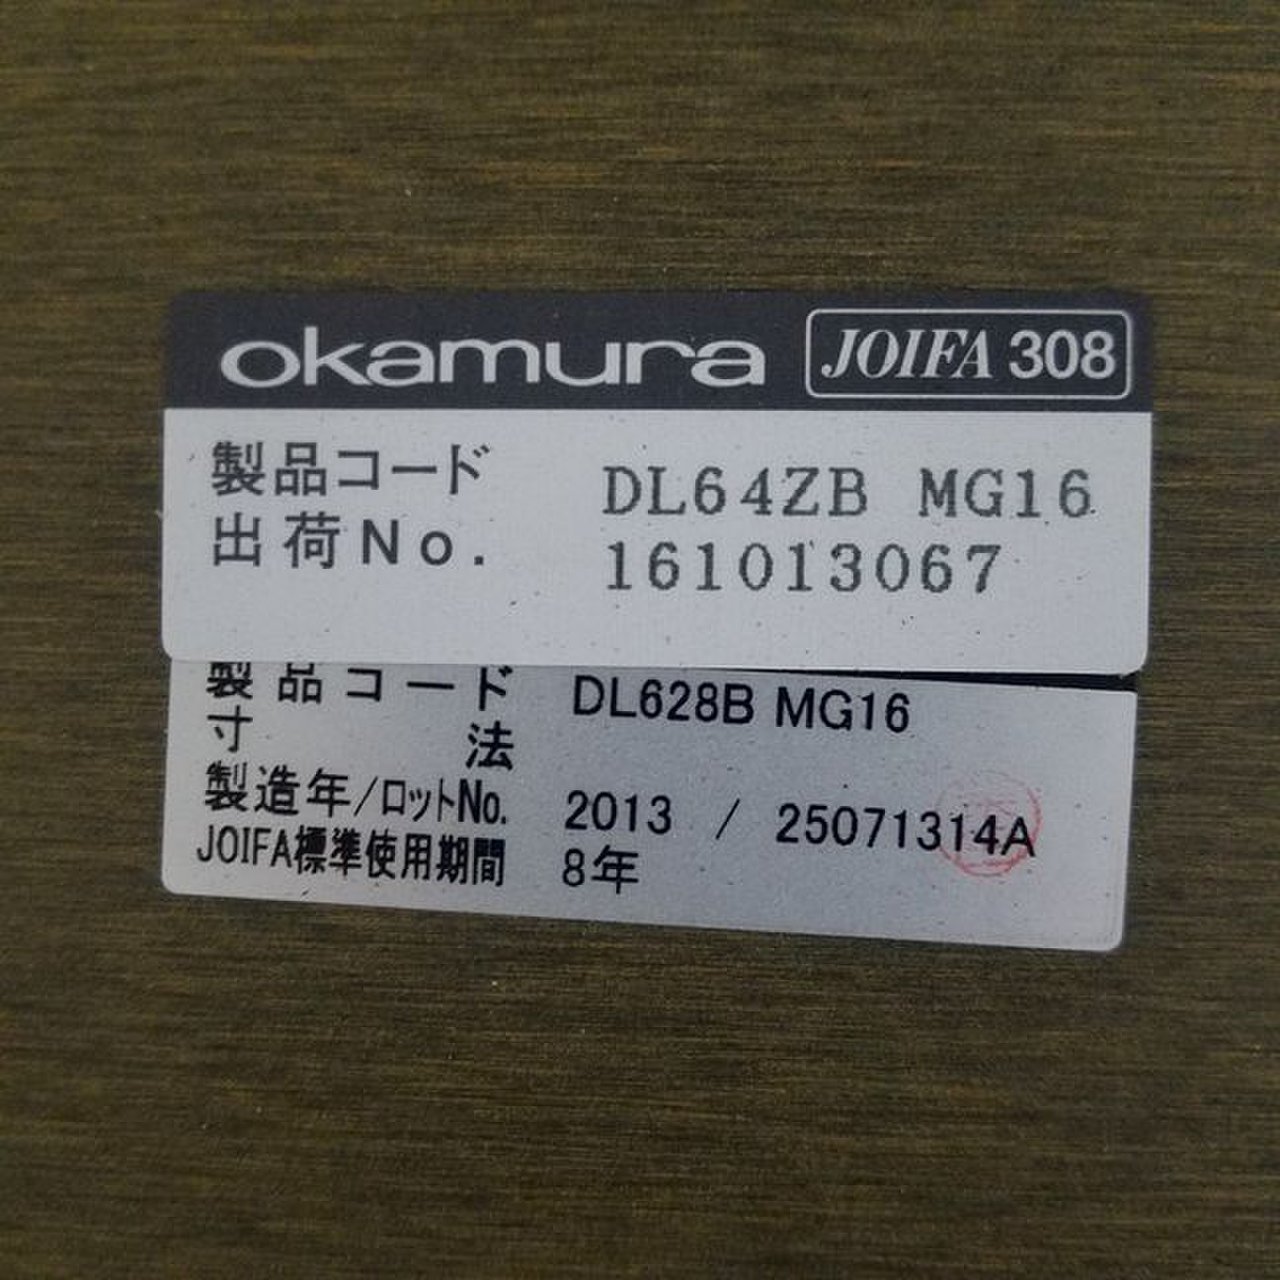 okamura JOIFA 308
製品コード DL64ZB MG16
出荷No. 161013067
製品コード DL628B MG16
寸法
製造年/ロットNo. 2013 / 25071314A
JOIFA標準使用期間 8年